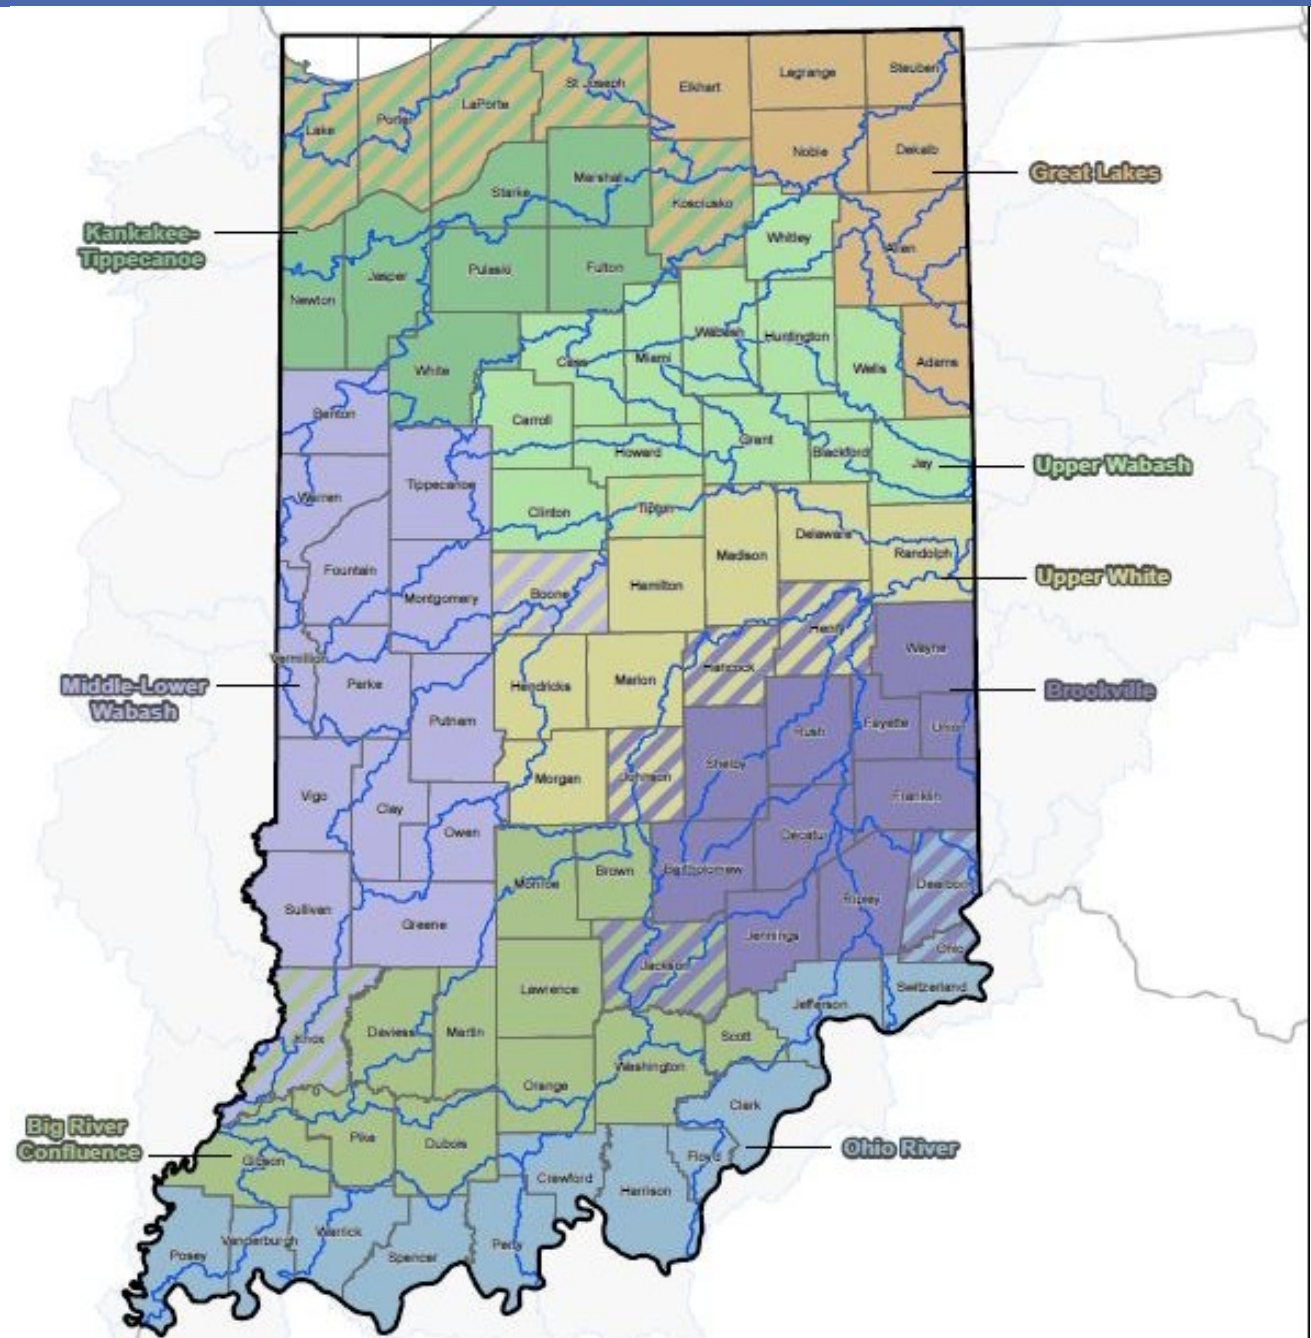 Lake
Porter
LaPorte
St Joseph
Elkhart
Lagrange
Steuben
Noble
Dekalb
Great Lakes
Starke
Marshall
Kosciusko
Whitley
Allen
Kankakee-
Tippecanoe
Newton
Jasper
Pulaski
Fulton
White
Cass
Miami
Wabash
Huntington
Wells
Adams
Benton
Carroll
Howard
Grant
Blackford
Jay
Upper Wabash
Warren
Tippecanoe
Clinton
Tipton
Fountain
Montgomery
Boone
Hamilton
Madison
Delaware
Randolph
Upper White
Vermillion
Parke
Putnam
Hendricks
Marion
Hancock
Henry
Wayne
Middle-Lower
Wabash
Brookville
Fayette
Union
Rush
Shelby
Johnson
Morgan
Franklin
Vigo
Clay
Owen
Decatur
Bartholomew
Brown
Monroe
Dearborn
Ripley
Sullivan
Greene
Jennings
Ohio
Jackson
Lawrence
Jefferson
Switzerland
Knox
Daviess
Martin
Scott
Washington
Orange
Clark
Big River
Confluence
Gibson
Pike
Dubois
Floyd
Ohio River
Crawford
Harrison
Posey
Vanderburgh
Warrick
Spencer
Perry